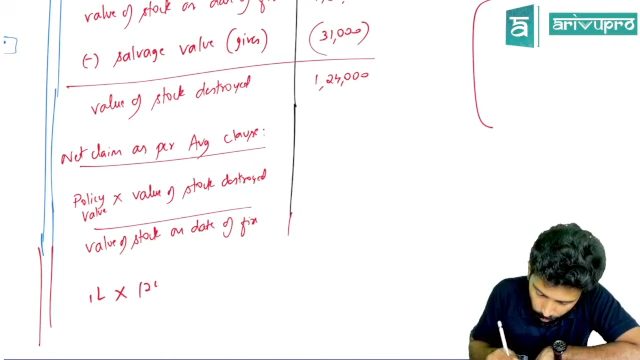 value of stock on date of fire
(-) salvage value (given) (31,000)
value of stock destroyed 1,24,000
Net claim as per Avg Clause:
Policy value × value of stock destroyed
value of stock on date of fire
1L × 12
ARIVUPRO